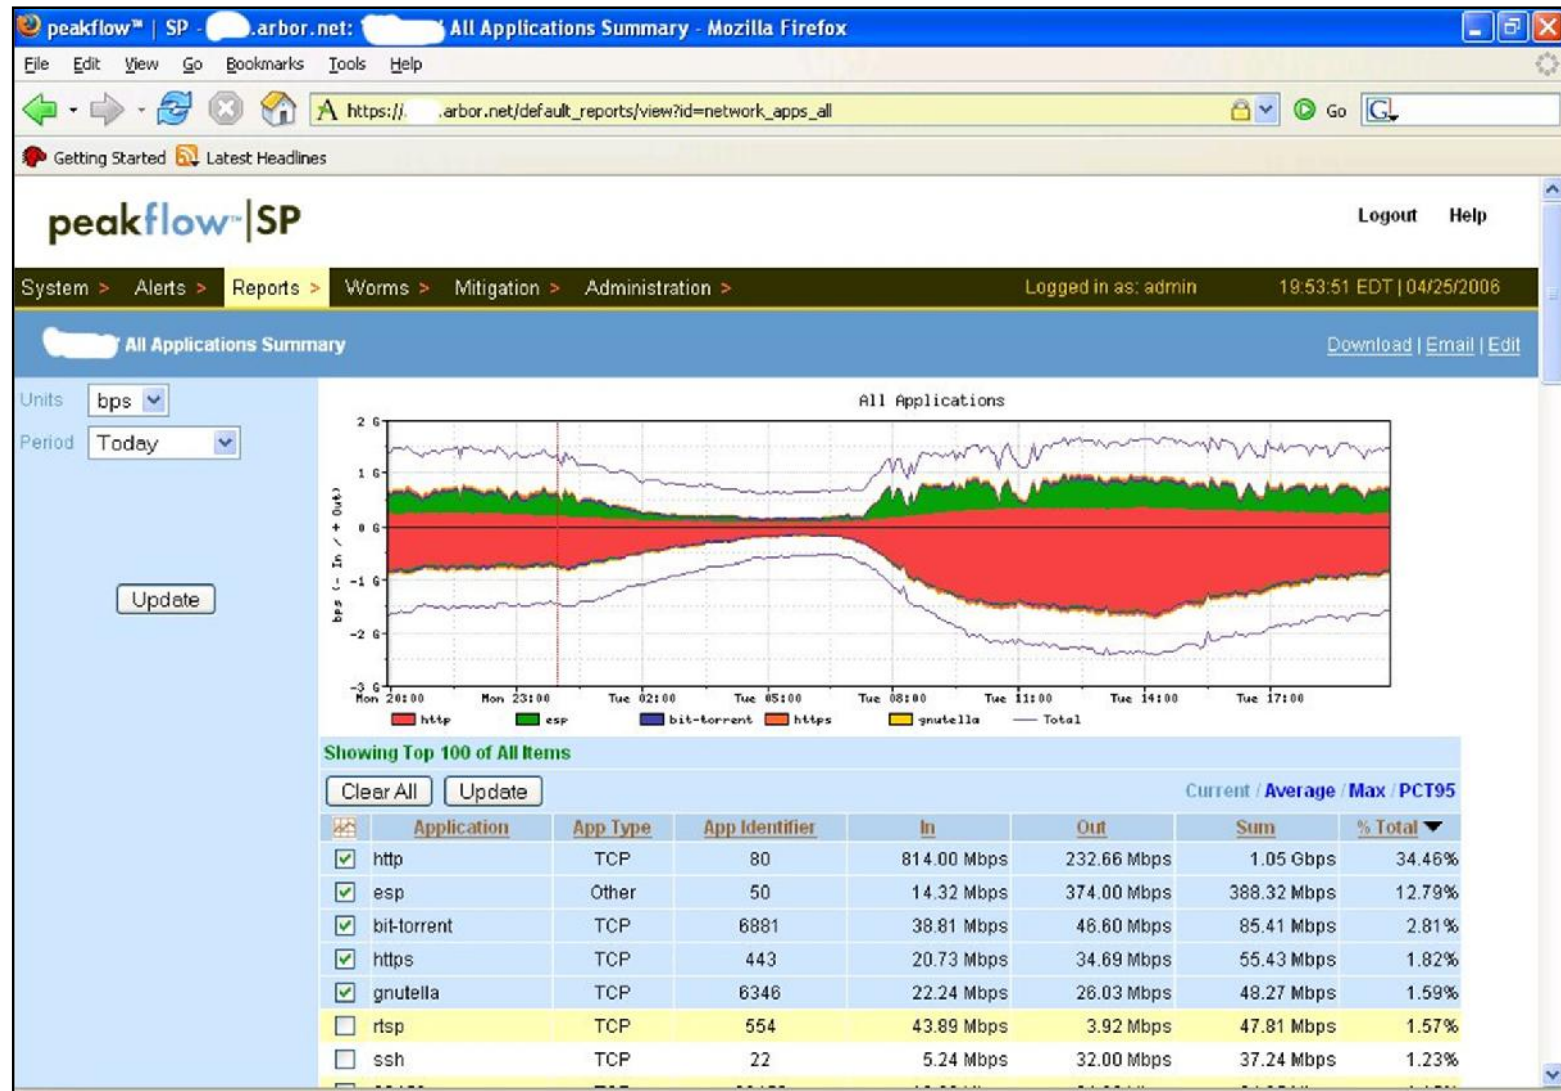 peakflow™ | SP - .arbor.net: All Applications Summary - Mozilla Firefox
File Edit View Go Bookmarks Tools Help
https://. .arbor.net/default_reports/view?id=network_apps_all Go G
Getting Started Latest Headlines
peakflow™|SP
Logout Help
System > Alerts > Reports > Worms > Mitigation > Administration > Logged in as: admin 19:53:51 EDT | 04/25/2006
All Applications Summary Download | Email | Edit
Units bps
Period Today
Update
All Applications
bps (- In / + Out)
2 G
1 G
0 G
-1 G
-2 G
-3 G
Mon 20:00 Mon 23:00 Tue 02:00 Tue 05:00 Tue 08:00 Tue 11:00 Tue 14:00 Tue 17:00
http esp bit-torrent https gnutella Total
Showing Top 100 of All Items
Clear All Update Current / Average / Max / PCT95
Application App Type App Identifier In Out Sum % Total
http TCP 80 814.00 Mbps 232.66 Mbps 1.05 Gbps 34.46%
esp Other 50 14.32 Mbps 374.00 Mbps 388.32 Mbps 12.79%
bit-torrent TCP 6881 38.81 Mbps 46.60 Mbps 85.41 Mbps 2.81%
https TCP 443 20.73 Mbps 34.69 Mbps 55.43 Mbps 1.82%
gnutella TCP 6346 22.24 Mbps 26.03 Mbps 48.27 Mbps 1.59%
rtsp TCP 554 43.89 Mbps 3.92 Mbps 47.81 Mbps 1.57%
ssh TCP 22 5.24 Mbps 32.00 Mbps 37.24 Mbps 1.23%